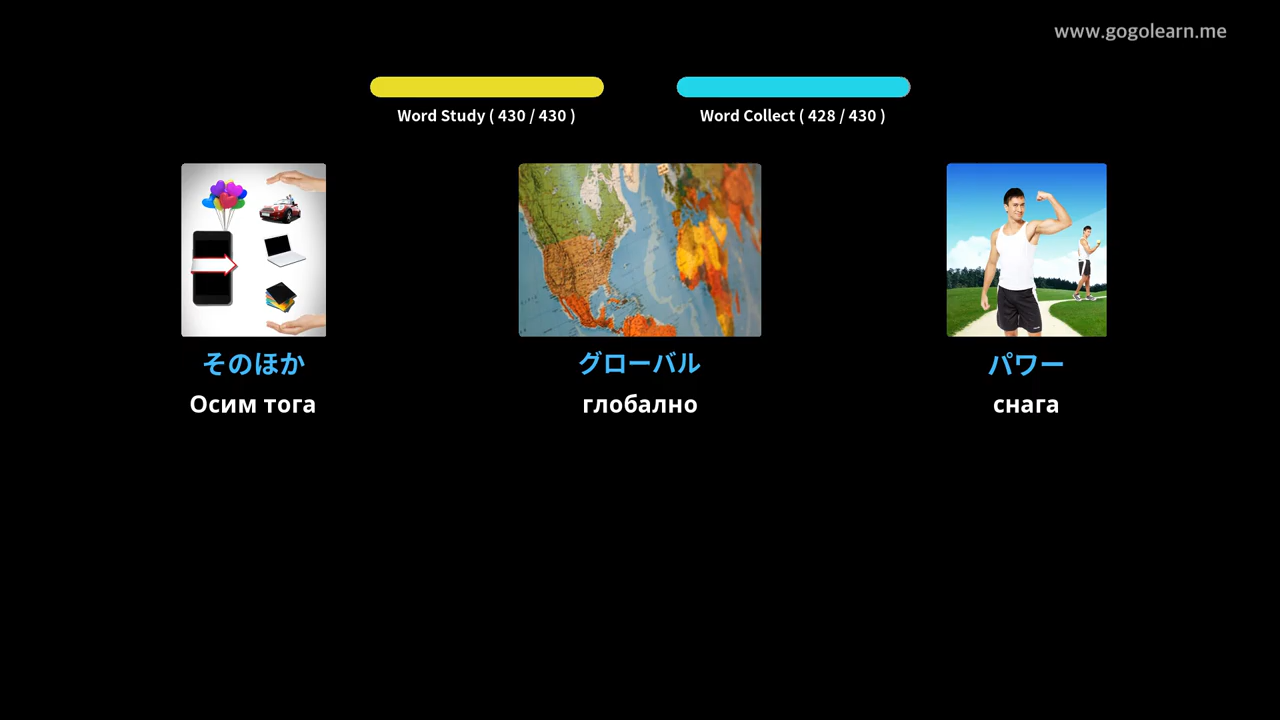 www.gogolearn.me
Word Study ( 430 / 430 )
Word Collect ( 428 / 430 )
そのほか
グローバル
パワー
Осим тога
глобално
снага